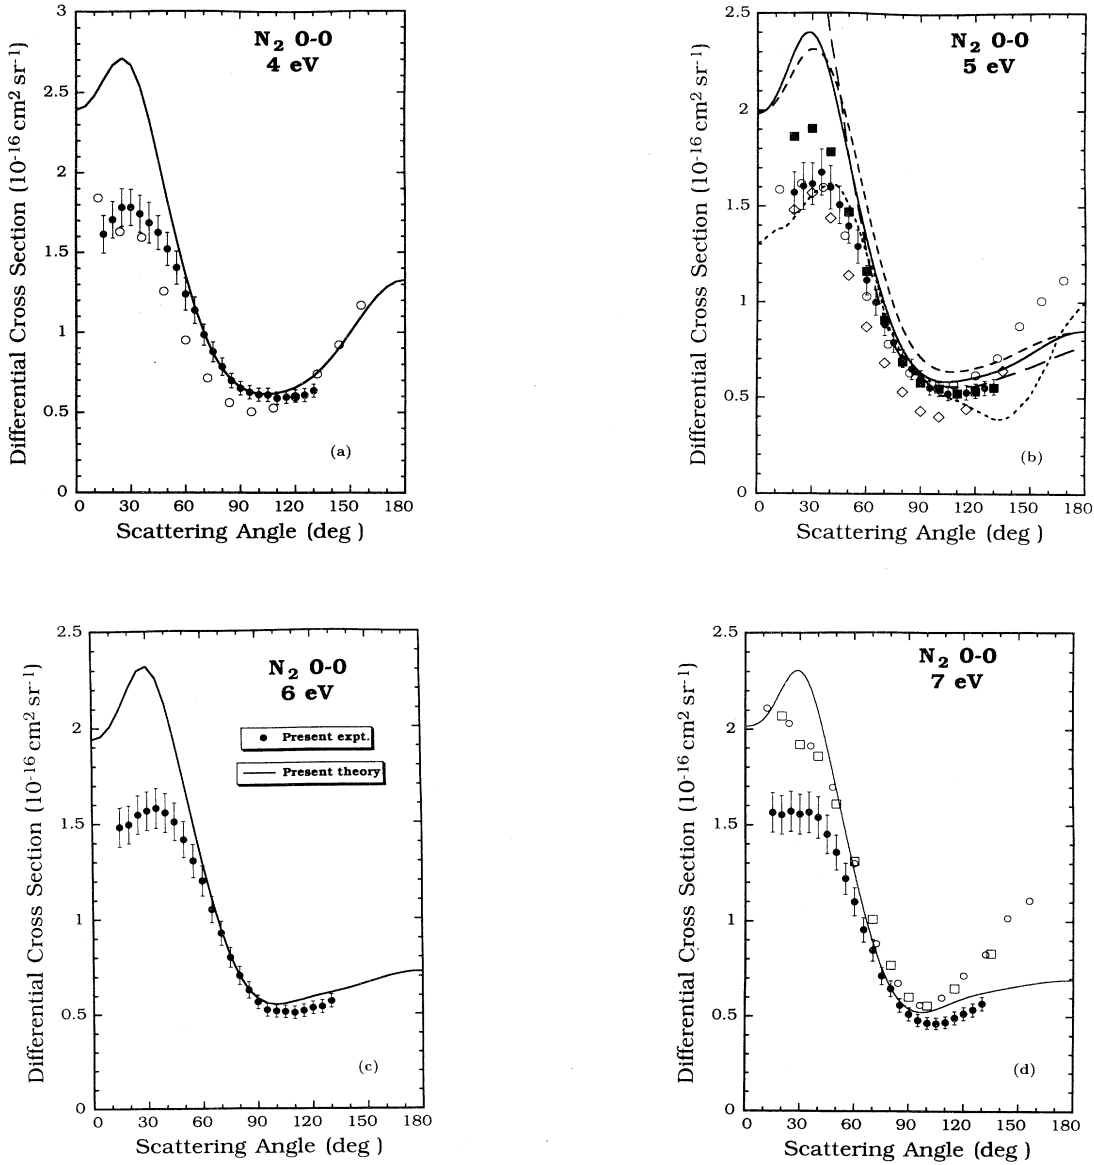 N2 0-0
4 eV
Differential Cross Section (10-16 cm2 sr-1)
3
2.5
2
1.5
1
0.5
0
(a)
0 30 60 90 120 150 180
Scattering Angle (deg )
N2 0-0
5 eV
Differential Cross Section (10-16 cm2 sr-1)
2.5
2
1.5
1
0.5
0
(b)
0 30 60 90 120 150 180
Scattering Angle (deg )
N2 0-0
6 eV
Present expt.
Present theory
Differential Cross Section (10-16 cm2 sr-1)
2.5
2
1.5
1
0.5
0
(c)
0 30 60 90 120 150 180
Scattering Angle (deg )
N2 0-0
7 eV
Differential Cross Section (10-16 cm2 sr-1)
2.5
2
1.5
1
0.5
0
(d)
0 30 60 90 120 150 180
Scattering Angle (deg )